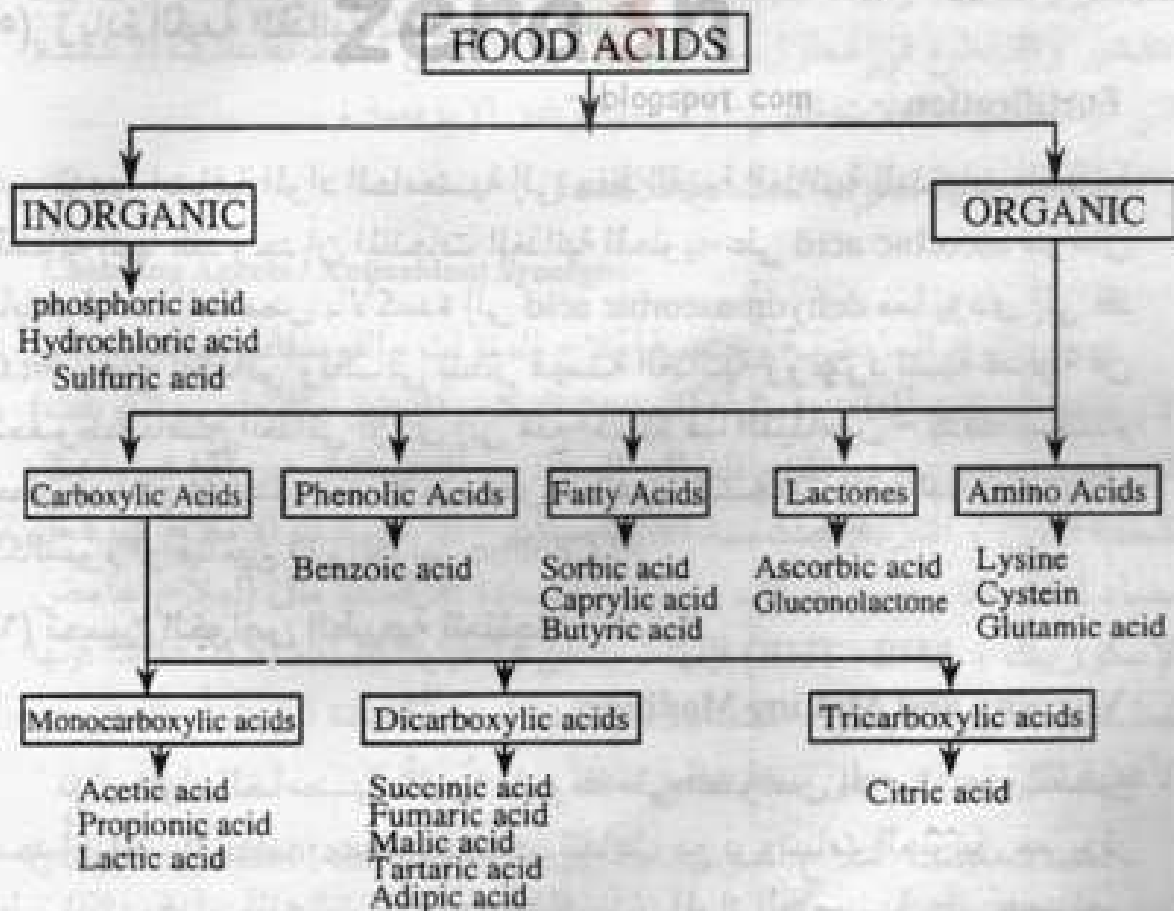 FOOD ACIDS
blogspot com
INORGANIC
ORGANIC
phosphoric acid
Hydrochloric acid
Sulfuric acid
Carboxylic Acids
Phenolic Acids
Fatty Acids
Lactones
Amino Acids
Benzoic acid
Sorbic acid
Caprylic acid
Butyric acid
Ascorbic acid
Gluconolactone
Lysine
Cystein
Glutamic acid
Monocarboxylic acids
Dicarboxylic acids
Tricarboxylic acids
Acetic acid
Propionic acid
Lactic acid
Succinic acid
Fumaric acid
Malic acid
Tartaric acid
Adipic acid
Citric acid